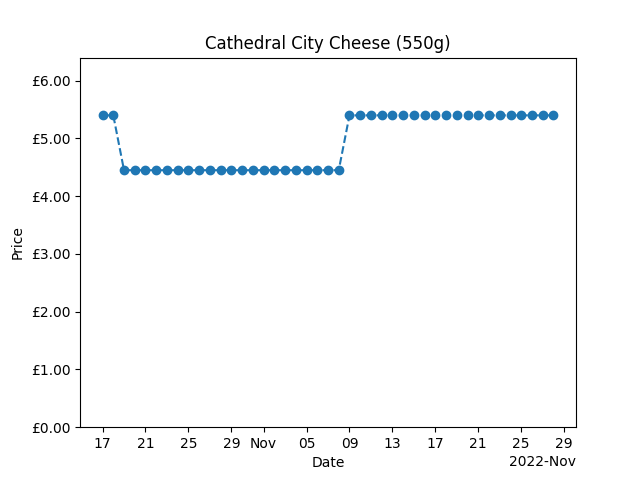 Cathedral City Cheese (550g)
£6.00
£5.00
£4.00
£3.00
£2.00
£1.00
£0.00
Price
17 21 25 29 Nov 05 09 13 17 21 25 29
Date
2022-Nov